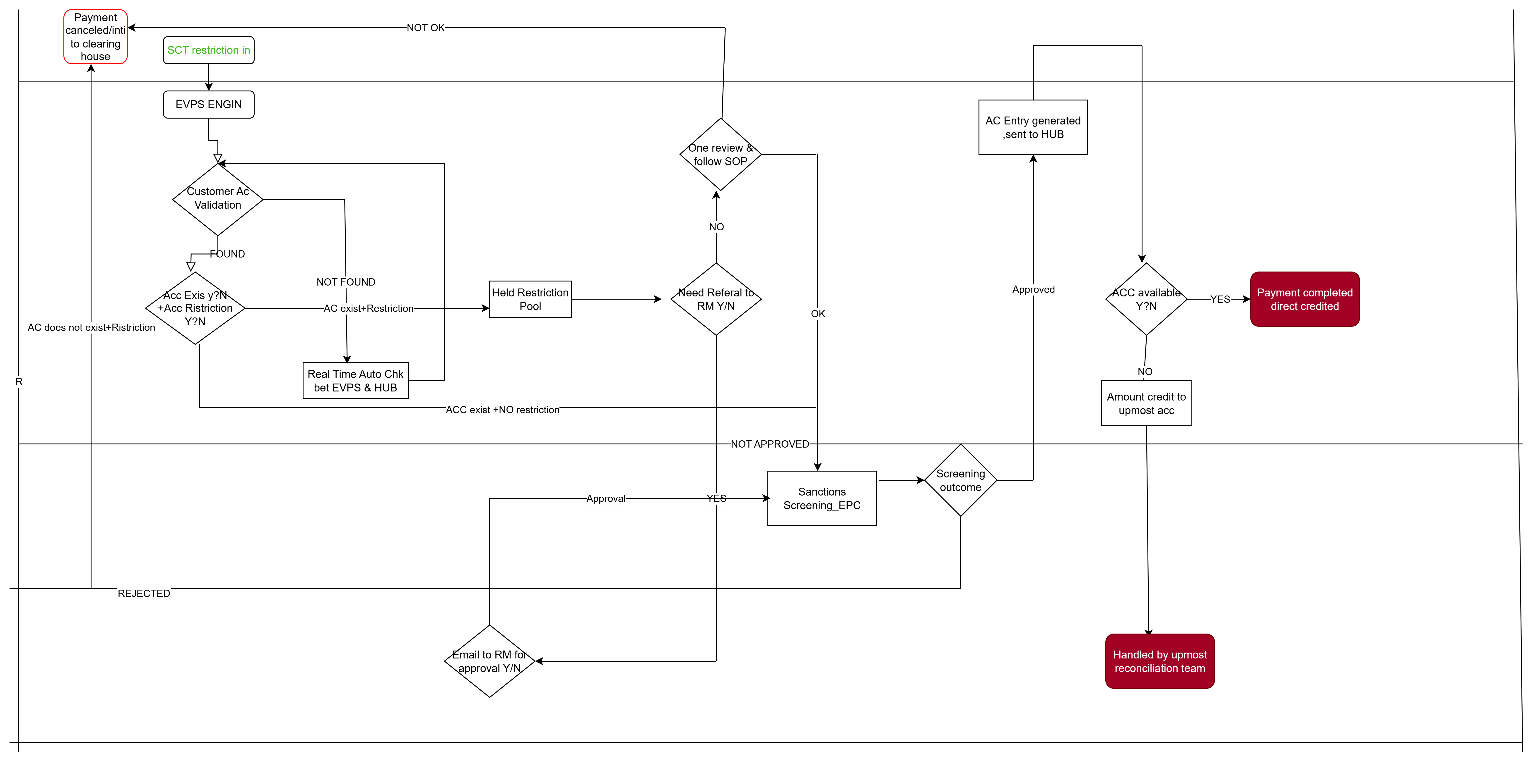 Payment
canceled/inti
to clearing
house
NOT OK
SCT restriction in
EVPS ENGIN
One review &
follow SOP
AC Entry generated
,sent to HUB
Customer Ac
Validation
NO
FOUND
NOT FOUND
Acc Exis y?N
+Acc Ristriction
Y?N
AC exist+Restriction
Held Restriction
Pool
Need Referal to
RM Y/N
OK
Approved
ACC available
Y?N
YES
Payment completed
direct credited
AC does not exist+Ristriction
Real Time Auto Chk
bet EVPS & HUB
R
NO
Amount credit to
upmost acc
ACC exist +NO restriction
NOT APPROVED
Screening
outcome
Approval
YES
Sanctions
Screening_EPC
REJECTED
Email to RM for
approval Y/N
Handled by upmost
reconciliation team